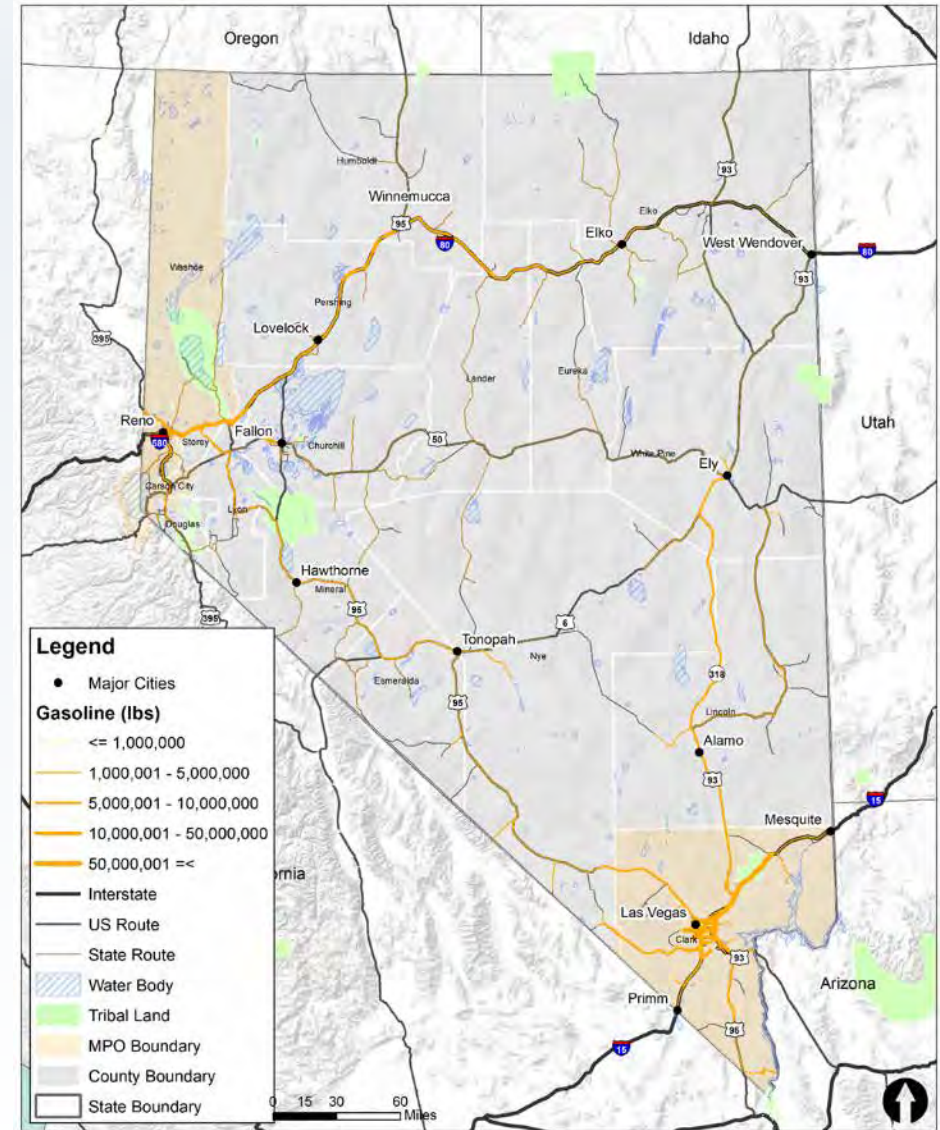 Oregon
Idaho
93
Humboldt
Winnemucca
95
80
Elko
Elko
West Wendover
80
93
Washoe
Pershing
Lovelock
395
Lander
Eureka
Reno
580
Storey
Fallon
Churchill
50
White Pine
Utah
Ely
Carson City
Lyon
Douglas
Hawthorne
Mineral
95
395
6
Tonopah
Nye
Esmeralda
95
318
Lincoln
Alamo
93
Mesquite
15
Las Vegas
Clark
93
Arizona
Primm
95
15
ornia
Legend
Major Cities
Gasoline (lbs)
<= 1,000,000
1,000,001 - 5,000,000
5,000,001 - 10,000,000
10,000,001 - 50,000,000
50,000,001 =<
Interstate
US Route
State Route
Water Body
Tribal Land
MPO Boundary
County Boundary
State Boundary
0 15 30 60
Miles